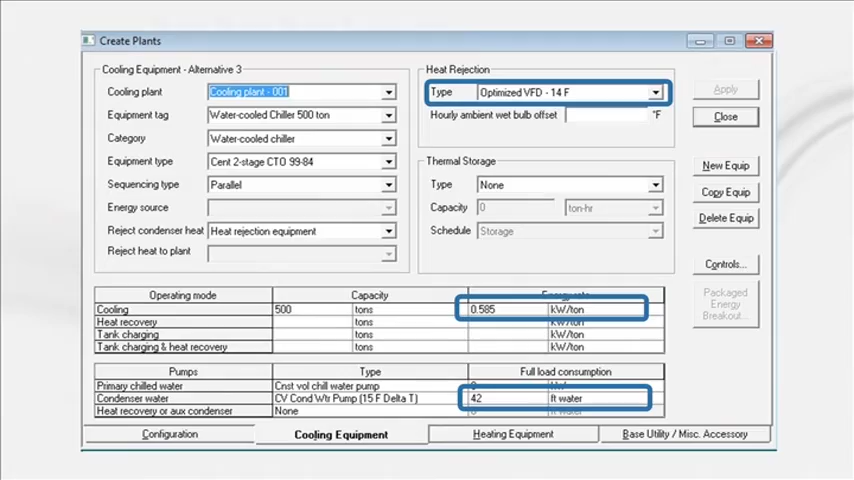 Create Plants
Cooling Equipment - Alternative 3
Cooling plant Cooling plant - 001
Equipment tag Water-cooled Chiller 500 ton
Category Water-cooled chiller
Equipment type Cent 2-stage CTO 99-84
Sequencing type Parallel
Energy source
Reject condenser heat Heat rejection equipment
Reject heat to plant
Heat Rejection
Type Optimized VFD - 14 F
Hourly ambient wet bulb offset °F
Thermal Storage
Type None
Capacity 0 ton-hr
Schedule Storage
Apply
Close
New Equip
Copy Equip
Delete Equip
Controls...
Packaged
Energy
Breakout...
Operating mode Capacity
Cooling 500 tons 0.585 kW/ton
Heat recovery tons kW/ton
Tank charging tons kW/ton
Tank charging & heat recovery tons kW/ton
Pumps Type Full load consumption
Primary chilled water Cnst vol chill water pump
Condenser water CV Cond Wtr Pump (15 F Delta T) 42 ft water
Heat recovery or aux condenser None ft water
Configuration Cooling Equipment Heating Equipment Base Utility / Misc. Accessory